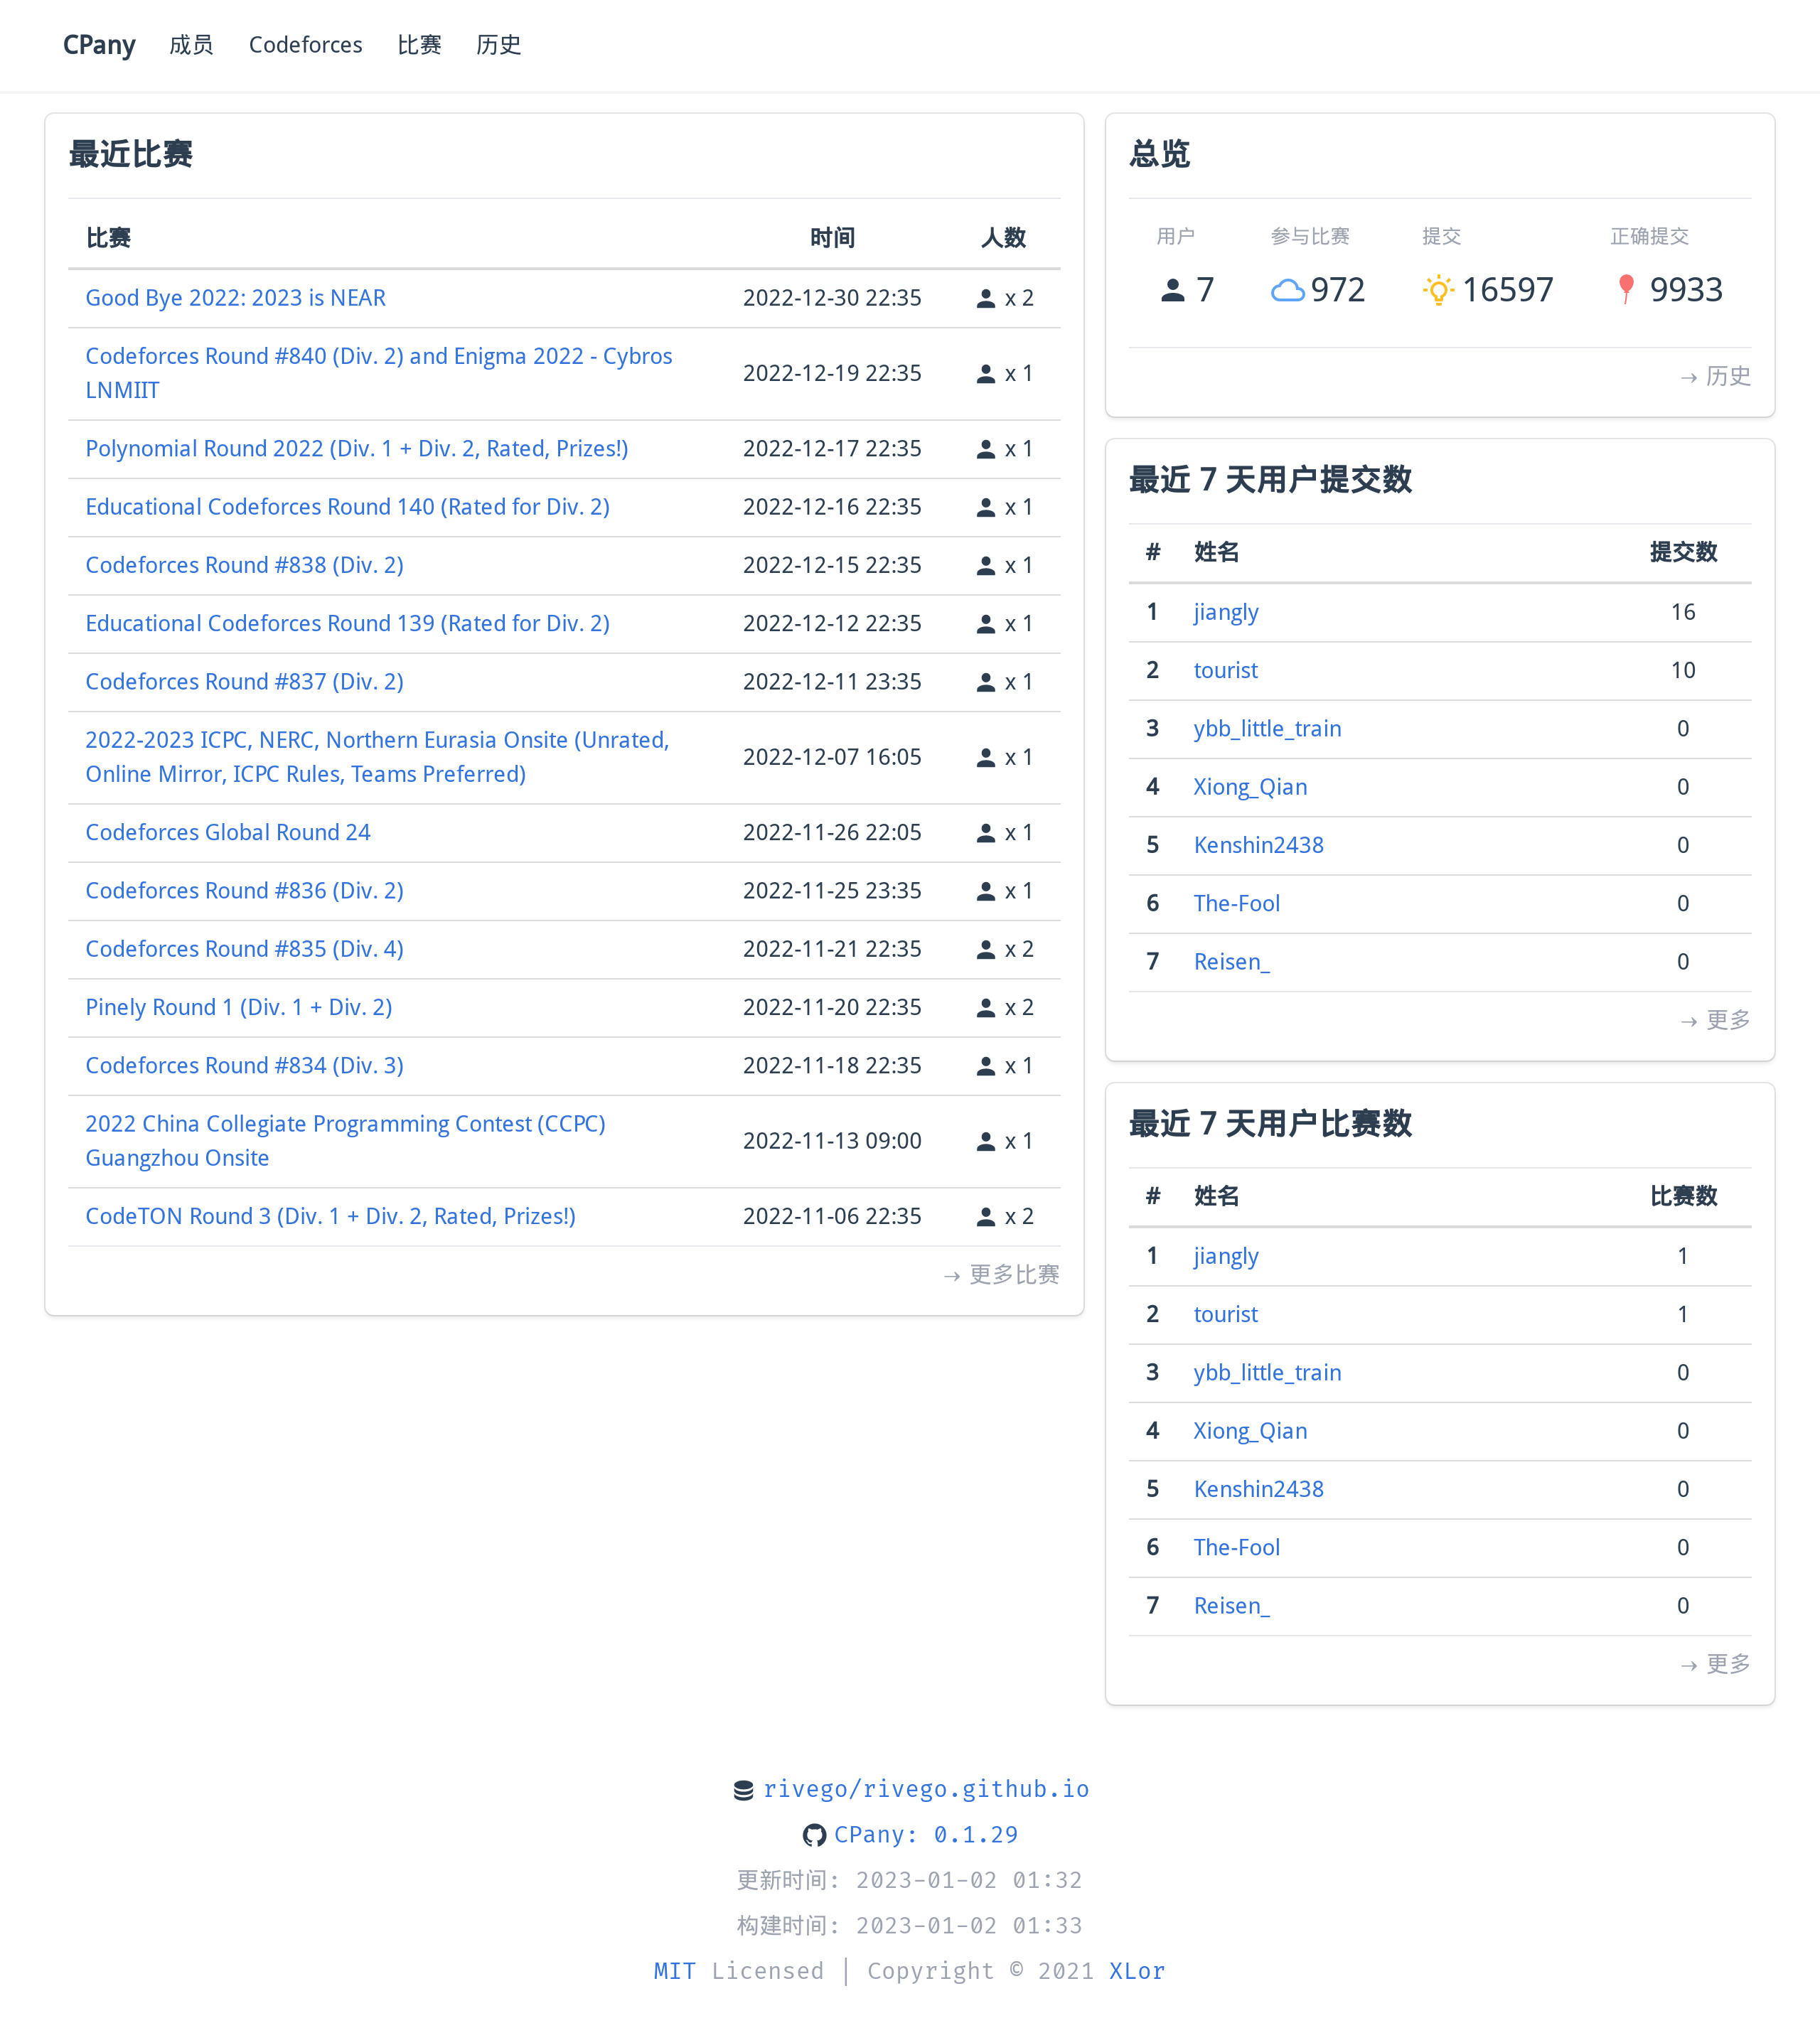 CPany 成员 Codeforces 比赛 历史
最近比赛
比赛 时间 人数
Good Bye 2022: 2023 is NEAR 2022-12-30 22:35 x 2
Codeforces Round #840 (Div. 2) and Enigma 2022 - Cybros
LNMIIT 2022-12-19 22:35 x 1
Polynomial Round 2022 (Div. 1 + Div. 2, Rated, Prizes!) 2022-12-17 22:35 x 1
Educational Codeforces Round 140 (Rated for Div. 2) 2022-12-16 22:35 x 1
Codeforces Round #838 (Div. 2) 2022-12-15 22:35 x 1
Educational Codeforces Round 139 (Rated for Div. 2) 2022-12-12 22:35 x 1
Codeforces Round #837 (Div. 2) 2022-12-11 23:35 x 1
2022-2023 ICPC, NERC, Northern Eurasia Onsite (Unrated,
Online Mirror, ICPC Rules, Teams Preferred) 2022-12-07 16:05 x 1
Codeforces Global Round 24 2022-11-26 22:05 x 1
Codeforces Round #836 (Div. 2) 2022-11-25 23:35 x 1
Codeforces Round #835 (Div. 4) 2022-11-21 22:35 x 2
Pinely Round 1 (Div. 1 + Div. 2) 2022-11-20 22:35 x 2
Codeforces Round #834 (Div. 3) 2022-11-18 22:35 x 1
2022 China Collegiate Programming Contest (CCPC)
Guangzhou Onsite 2022-11-13 09:00 x 1
CodeTON Round 3 (Div. 1 + Div. 2, Rated, Prizes!) 2022-11-06 22:35 x 2
→ 更多比赛
总览
用户 参与比赛 提交 正确提交
7 972 16597 9933
→ 历史
最近 7 天用户提交数
# 姓名 提交数
1 jiangly 16
2 tourist 10
3 ybb_little_train 0
4 Xiong_Qian 0
5 Kenshin2438 0
6 The-Fool 0
7 Reisen_ 0
→ 更多
最近 7 天用户比赛数
# 姓名 比赛数
1 jiangly 1
2 tourist 1
3 ybb_little_train 0
4 Xiong_Qian 0
5 Kenshin2438 0
6 The-Fool 0
7 Reisen_ 0
→ 更多
rivego/rivego.github.io
CPany: 0.1.29
更新时间: 2023-01-02 01:32
构建时间: 2023-01-02 01:33
MIT Licensed | Copyright © 2021 XLor